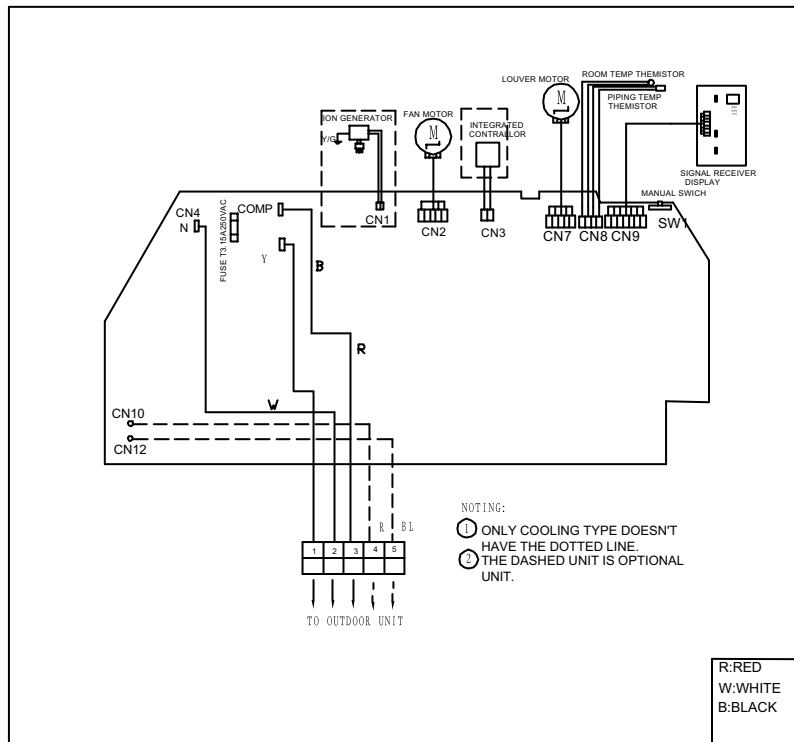 ROOM TEMP THEMISTOR
LOUVER MOTOR
PIPING TEMP
THEMISTOR
M
REF
ION GENERATOR
Y/G
FAN MOTOR
M
INTEGRATED
CONTRALLOR
SIGNAL RECEIVER
DISPLAY
MANUAL SWICH
CN4
N
FUSE T3.15A250VAC
COMP
Y
CN1
CN2
CN3
CN7
CN8
CN9
SW1
B
R
W
CN10
CN12
R
BL
1
2
3
4
5
TO OUTDOOR UNIT
NOTING:
1 ONLY COOLING TYPE DOESN'T
HAVE THE DOTTED LINE.
2 THE DASHED UNIT IS OPTIONAL
UNIT.
R:RED
W:WHITE
B:BLACK